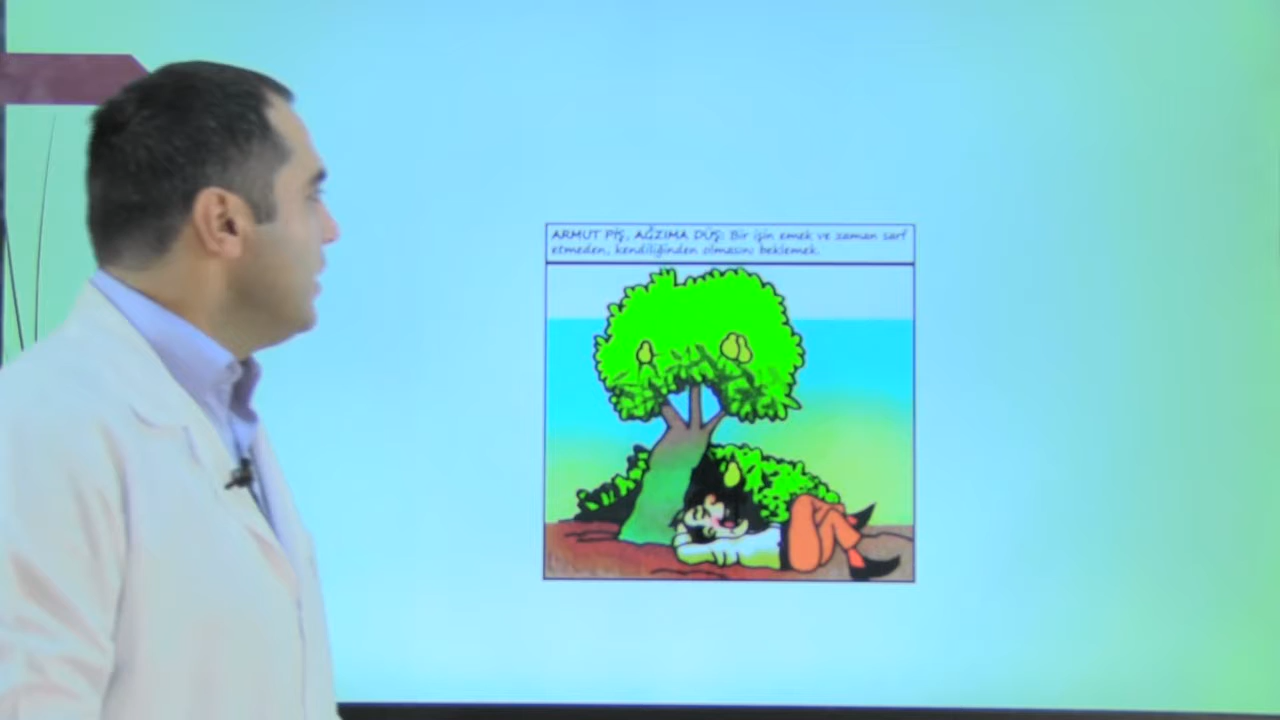 ARMUT PİŞ, AĞZIMA DÜŞ: Bir işin emek ve zaman sarf
etmeden, kendiliğinden olmasını beklemek.